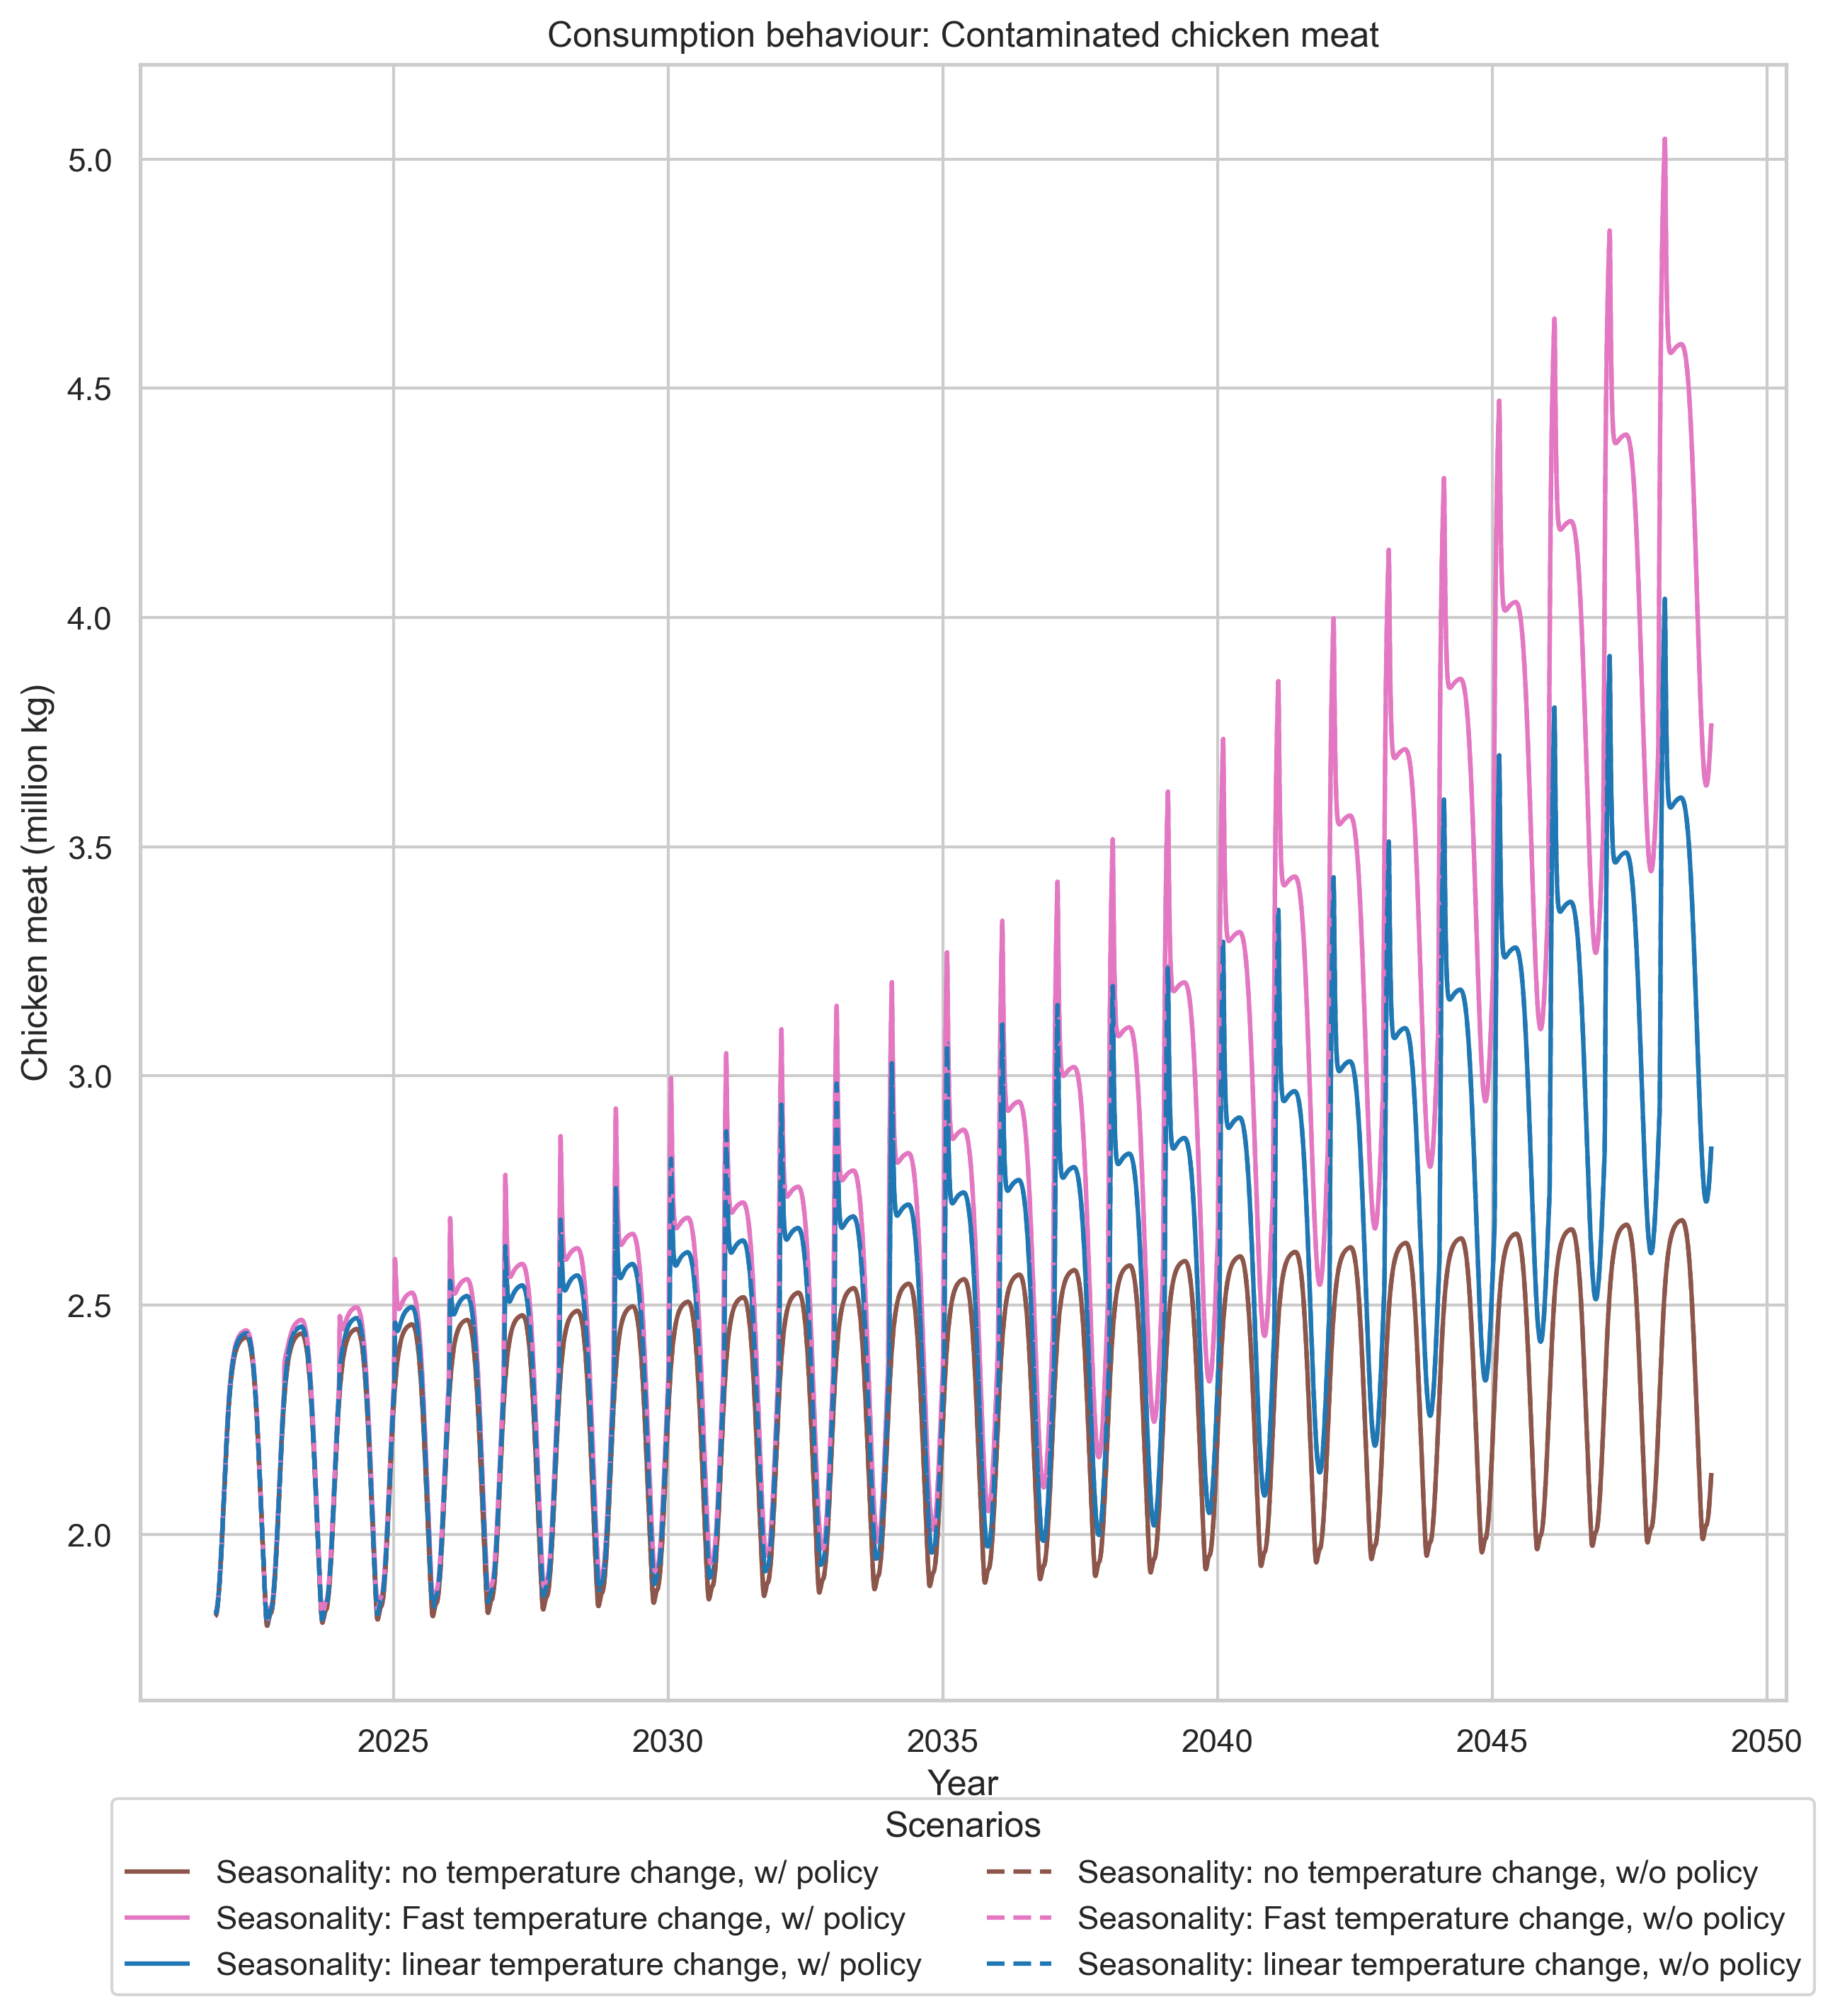 Consumption behaviour: Contaminated chicken meat
5.0
4.5
4.0
3.5
3.0
2.5
2.0
Chicken meat (million kg)
2025 2030 2035 2040 2045 2050
Year
Scenarios
Seasonality: no temperature change, w/ policy
Seasonality: Fast temperature change, w/ policy
Seasonality: linear temperature change, w/ policy
Seasonality: no temperature change, w/o policy
Seasonality: Fast temperature change, w/o policy
Seasonality: linear temperature change, w/o policy